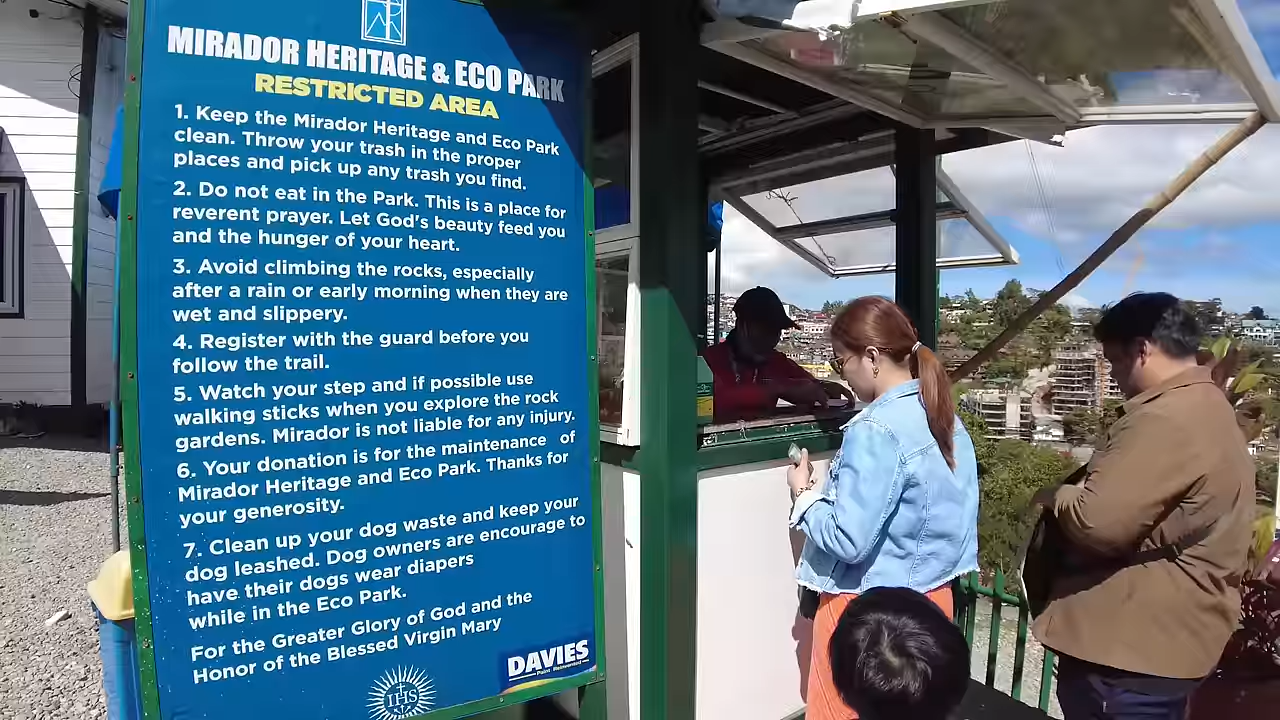 MIRADOR HERITAGE & ECO PARK
RESTRICTED AREA
1. Keep the Mirador Heritage and Eco Park
clean. Throw your trash in the proper
places and pick up any trash you find.
2. Do not eat in the Park. This is a place for
reverent prayer. Let God's beauty feed you
and the hunger of your heart.
3. Avoid climbing the rocks, especially
after a rain or early morning when they are
wet and slippery.
4. Register with the guard before you
follow the trail.
5. Watch your step and if possible use
walking sticks when you explore the rock
gardens. Mirador is not liable for any injury.
6. Your donation is for the maintenance of
Mirador Heritage and Eco Park. Thanks for
your generosity.
7. Clean up your dog waste and keep your
dog leashed. Dog owners are encourage to
have their dogs wear diapers
while in the Eco Park.
For the Greater Glory of God and the
Honor of the Blessed Virgin Mary
DAVIES
Paint. Reinvented.
IHS